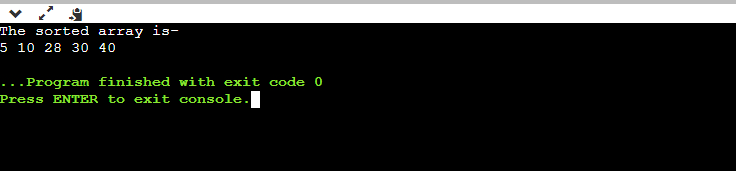 The sorted array is-
5 10 28 30 40
...Program finished with exit code 0
Press ENTER to exit console.